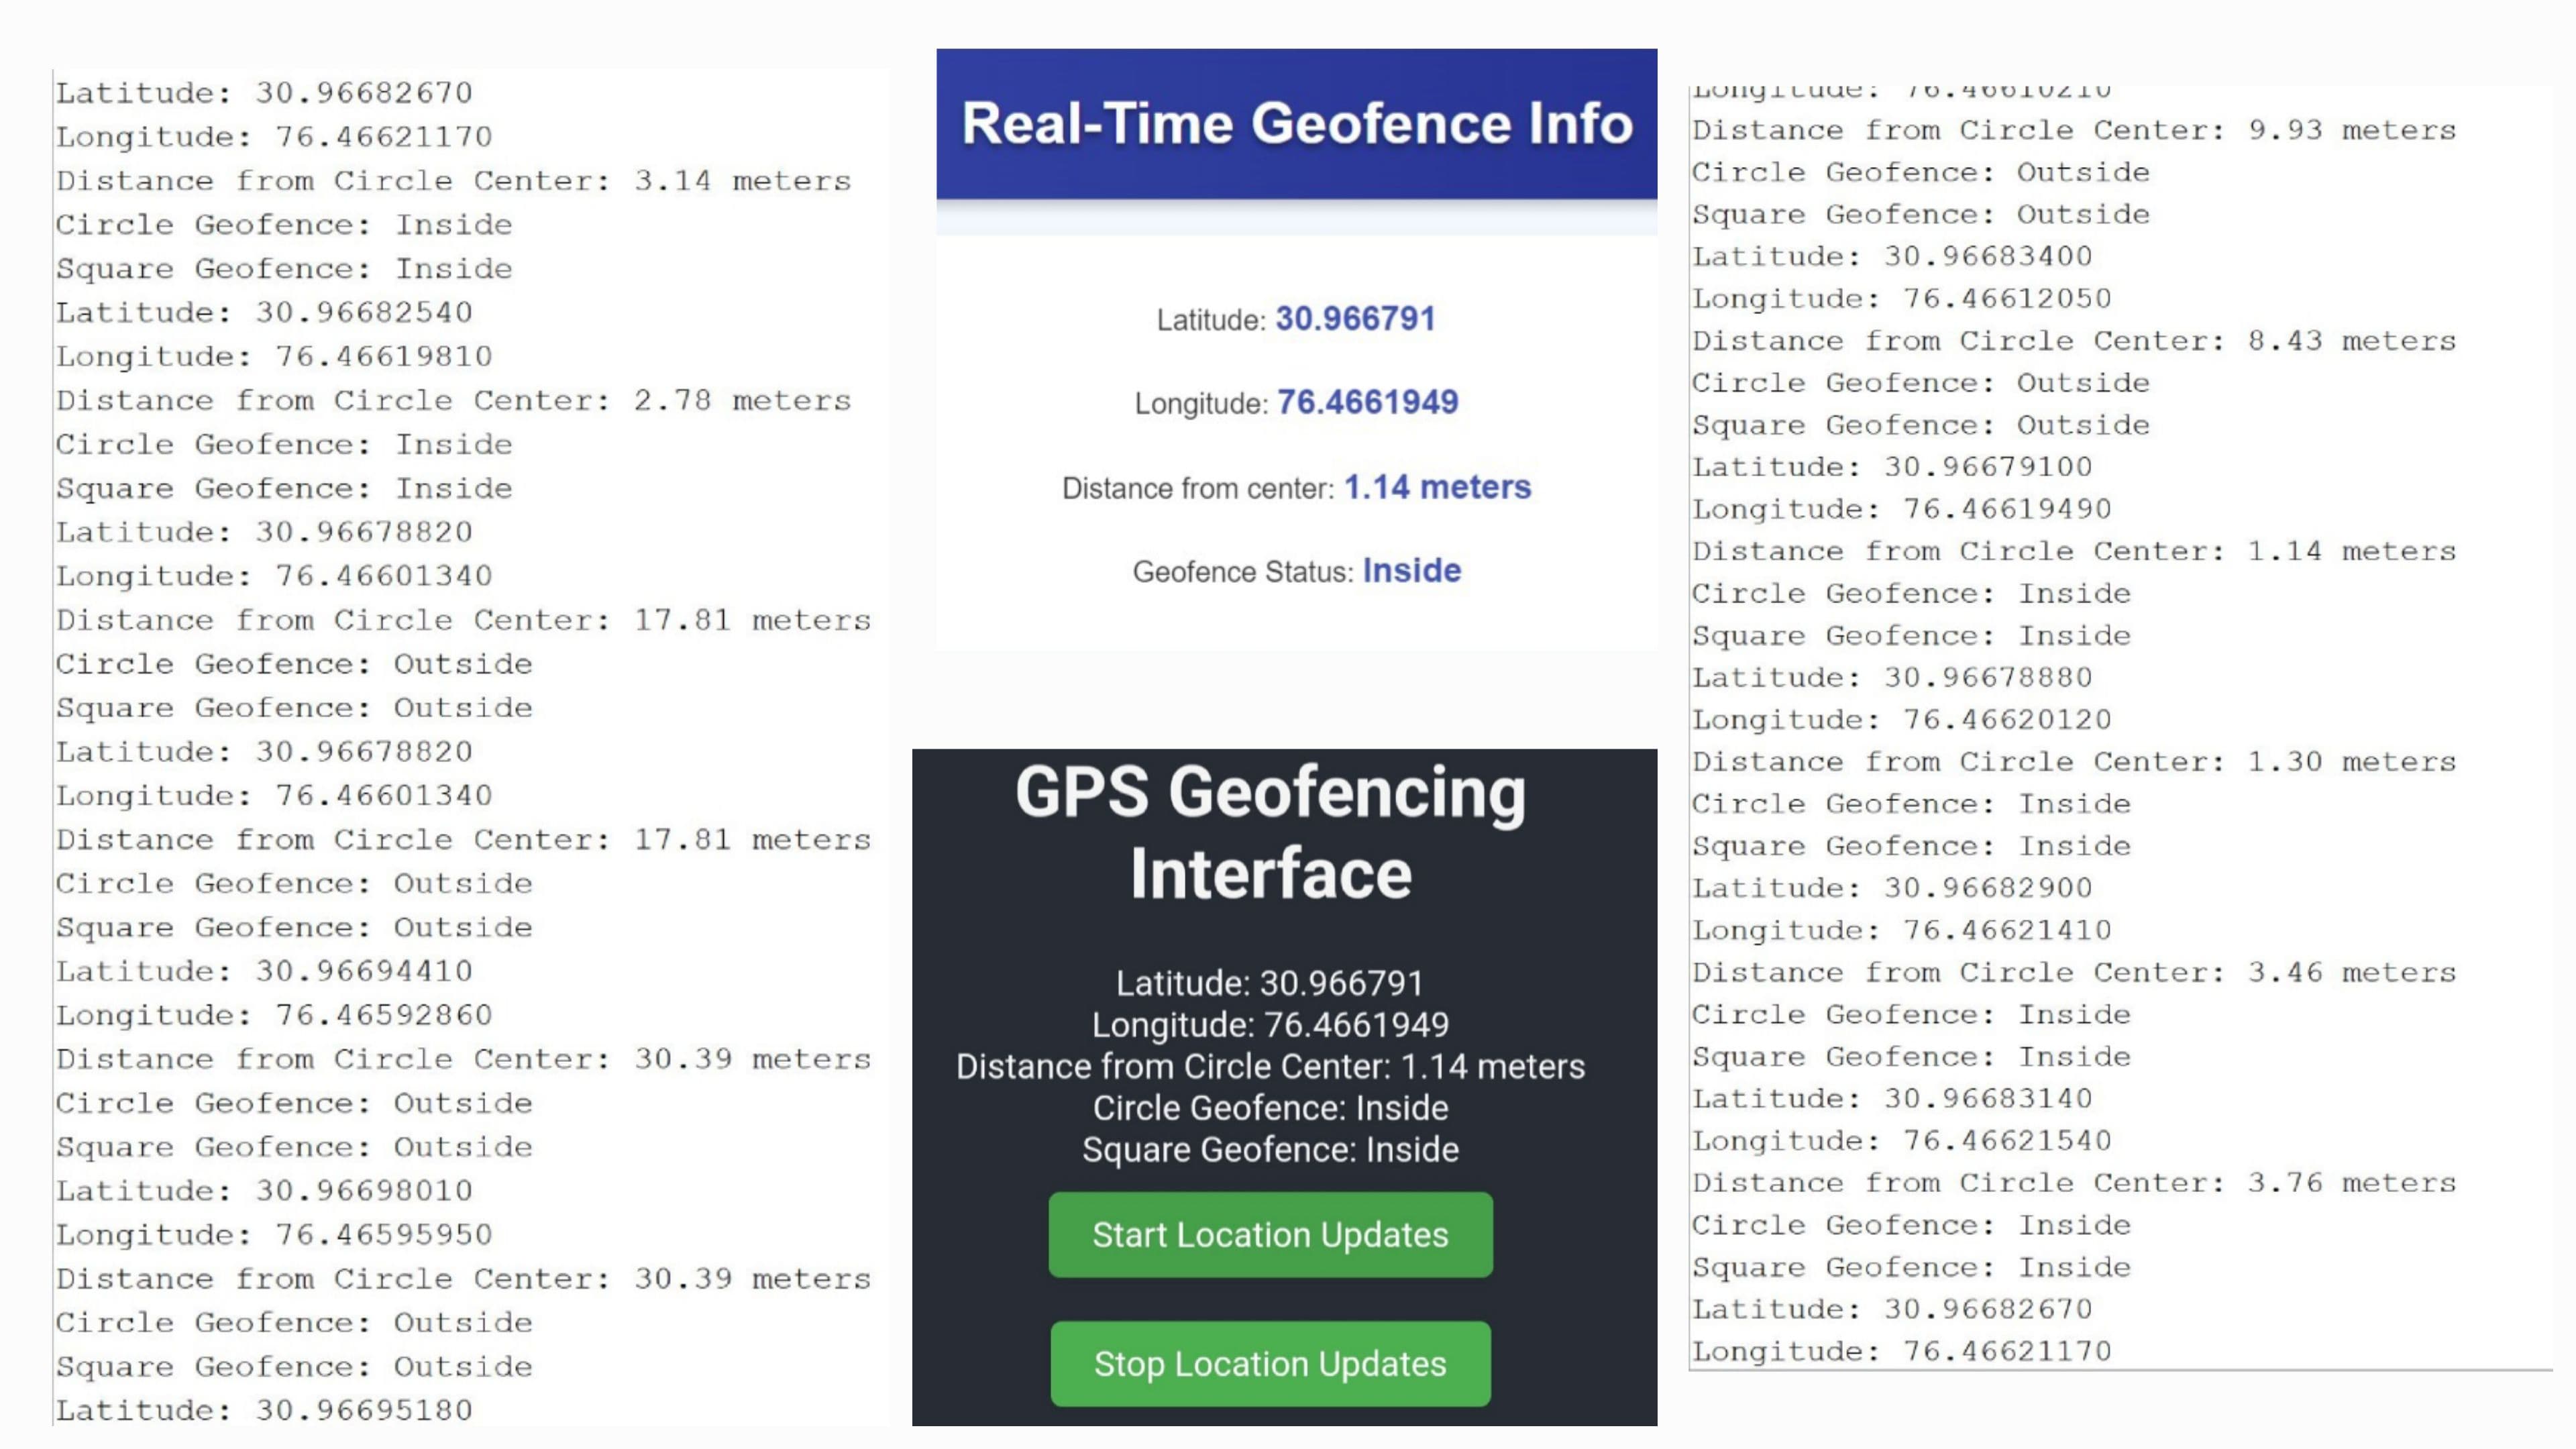 Latitude: 30.96682670
Longitude: 76.46621170
Distance from Circle Center: 3.14 meters
Circle Geofence: Inside
Square Geofence: Inside
Latitude: 30.96682540
Longitude: 76.46619810
Distance from Circle Center: 2.78 meters
Circle Geofence: Inside
Square Geofence: Inside
Latitude: 30.96678820
Longitude: 76.46601340
Distance from Circle Center: 17.81 meters
Circle Geofence: Outside
Square Geofence: Outside
Latitude: 30.96678820
Longitude: 76.46601340
Distance from Circle Center: 17.81 meters
Circle Geofence: Outside
Square Geofence: Outside
Latitude: 30.96694410
Longitude: 76.46592860
Distance from Circle Center: 30.39 meters
Circle Geofence: Outside
Square Geofence: Outside
Latitude: 30.96698010
Longitude: 76.46595950
Distance from Circle Center: 30.39 meters
Circle Geofence: Outside
Square Geofence: Outside
Latitude: 30.96695180
Real-Time Geofence Info
Latitude: 30.966791
Longitude: 76.4661949
Distance from center: 1.14 meters
Geofence Status: Inside
GPS Geofencing
Interface
Latitude: 30.966791
Longitude: 76.4661949
Distance from Circle Center: 1.14 meters
Circle Geofence: Inside
Square Geofence: Inside
Start Location Updates
Stop Location Updates
Longitude: 76.46610210
Distance from Circle Center: 9.93 meters
Circle Geofence: Outside
Square Geofence: Outside
Latitude: 30.96683400
Longitude: 76.46612050
Distance from Circle Center: 8.43 meters
Circle Geofence: Outside
Square Geofence: Outside
Latitude: 30.96679100
Longitude: 76.46619490
Distance from Circle Center: 1.14 meters
Circle Geofence: Inside
Square Geofence: Inside
Latitude: 30.96678880
Longitude: 76.46620120
Distance from Circle Center: 1.30 meters
Circle Geofence: Inside
Square Geofence: Inside
Latitude: 30.96682900
Longitude: 76.46621410
Distance from Circle Center: 3.46 meters
Circle Geofence: Inside
Square Geofence: Inside
Latitude: 30.96683140
Longitude: 76.46621540
Distance from Circle Center: 3.76 meters
Circle Geofence: Inside
Square Geofence: Inside
Latitude: 30.96682670
Longitude: 76.46621170